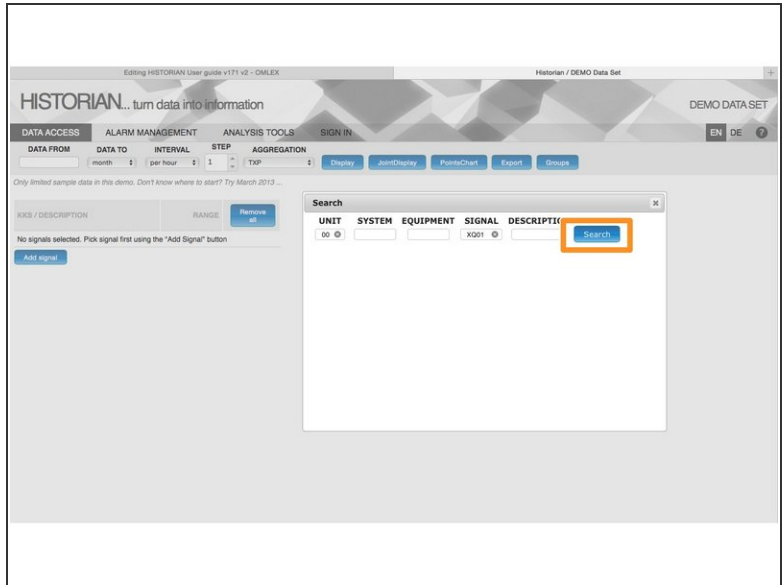 Editing HISTORIAN User guide v171 v2 - OMLEX
Historian / DEMO Data Set
+
HISTORIAN... turn data into information
DEMO DATA SET
DATA ACCESS ALARM MANAGEMENT ANALYSIS TOOLS SIGN IN EN DE ?
DATA FROM DATA TO INTERVAL STEP AGGREGATION
month per hour 1 TXP Display JointDisplay PointsChart Export Groups
Only limited sample data in this demo. Don't know where to start? Try March 2013 ...
KKS / DESCRIPTION RANGE Remove all
No signals selected. Pick signal first using the "Add Signal" button
Add signal
Search x
UNIT SYSTEM EQUIPMENT SIGNAL DESCRIPTIO
00 XQ01 Search